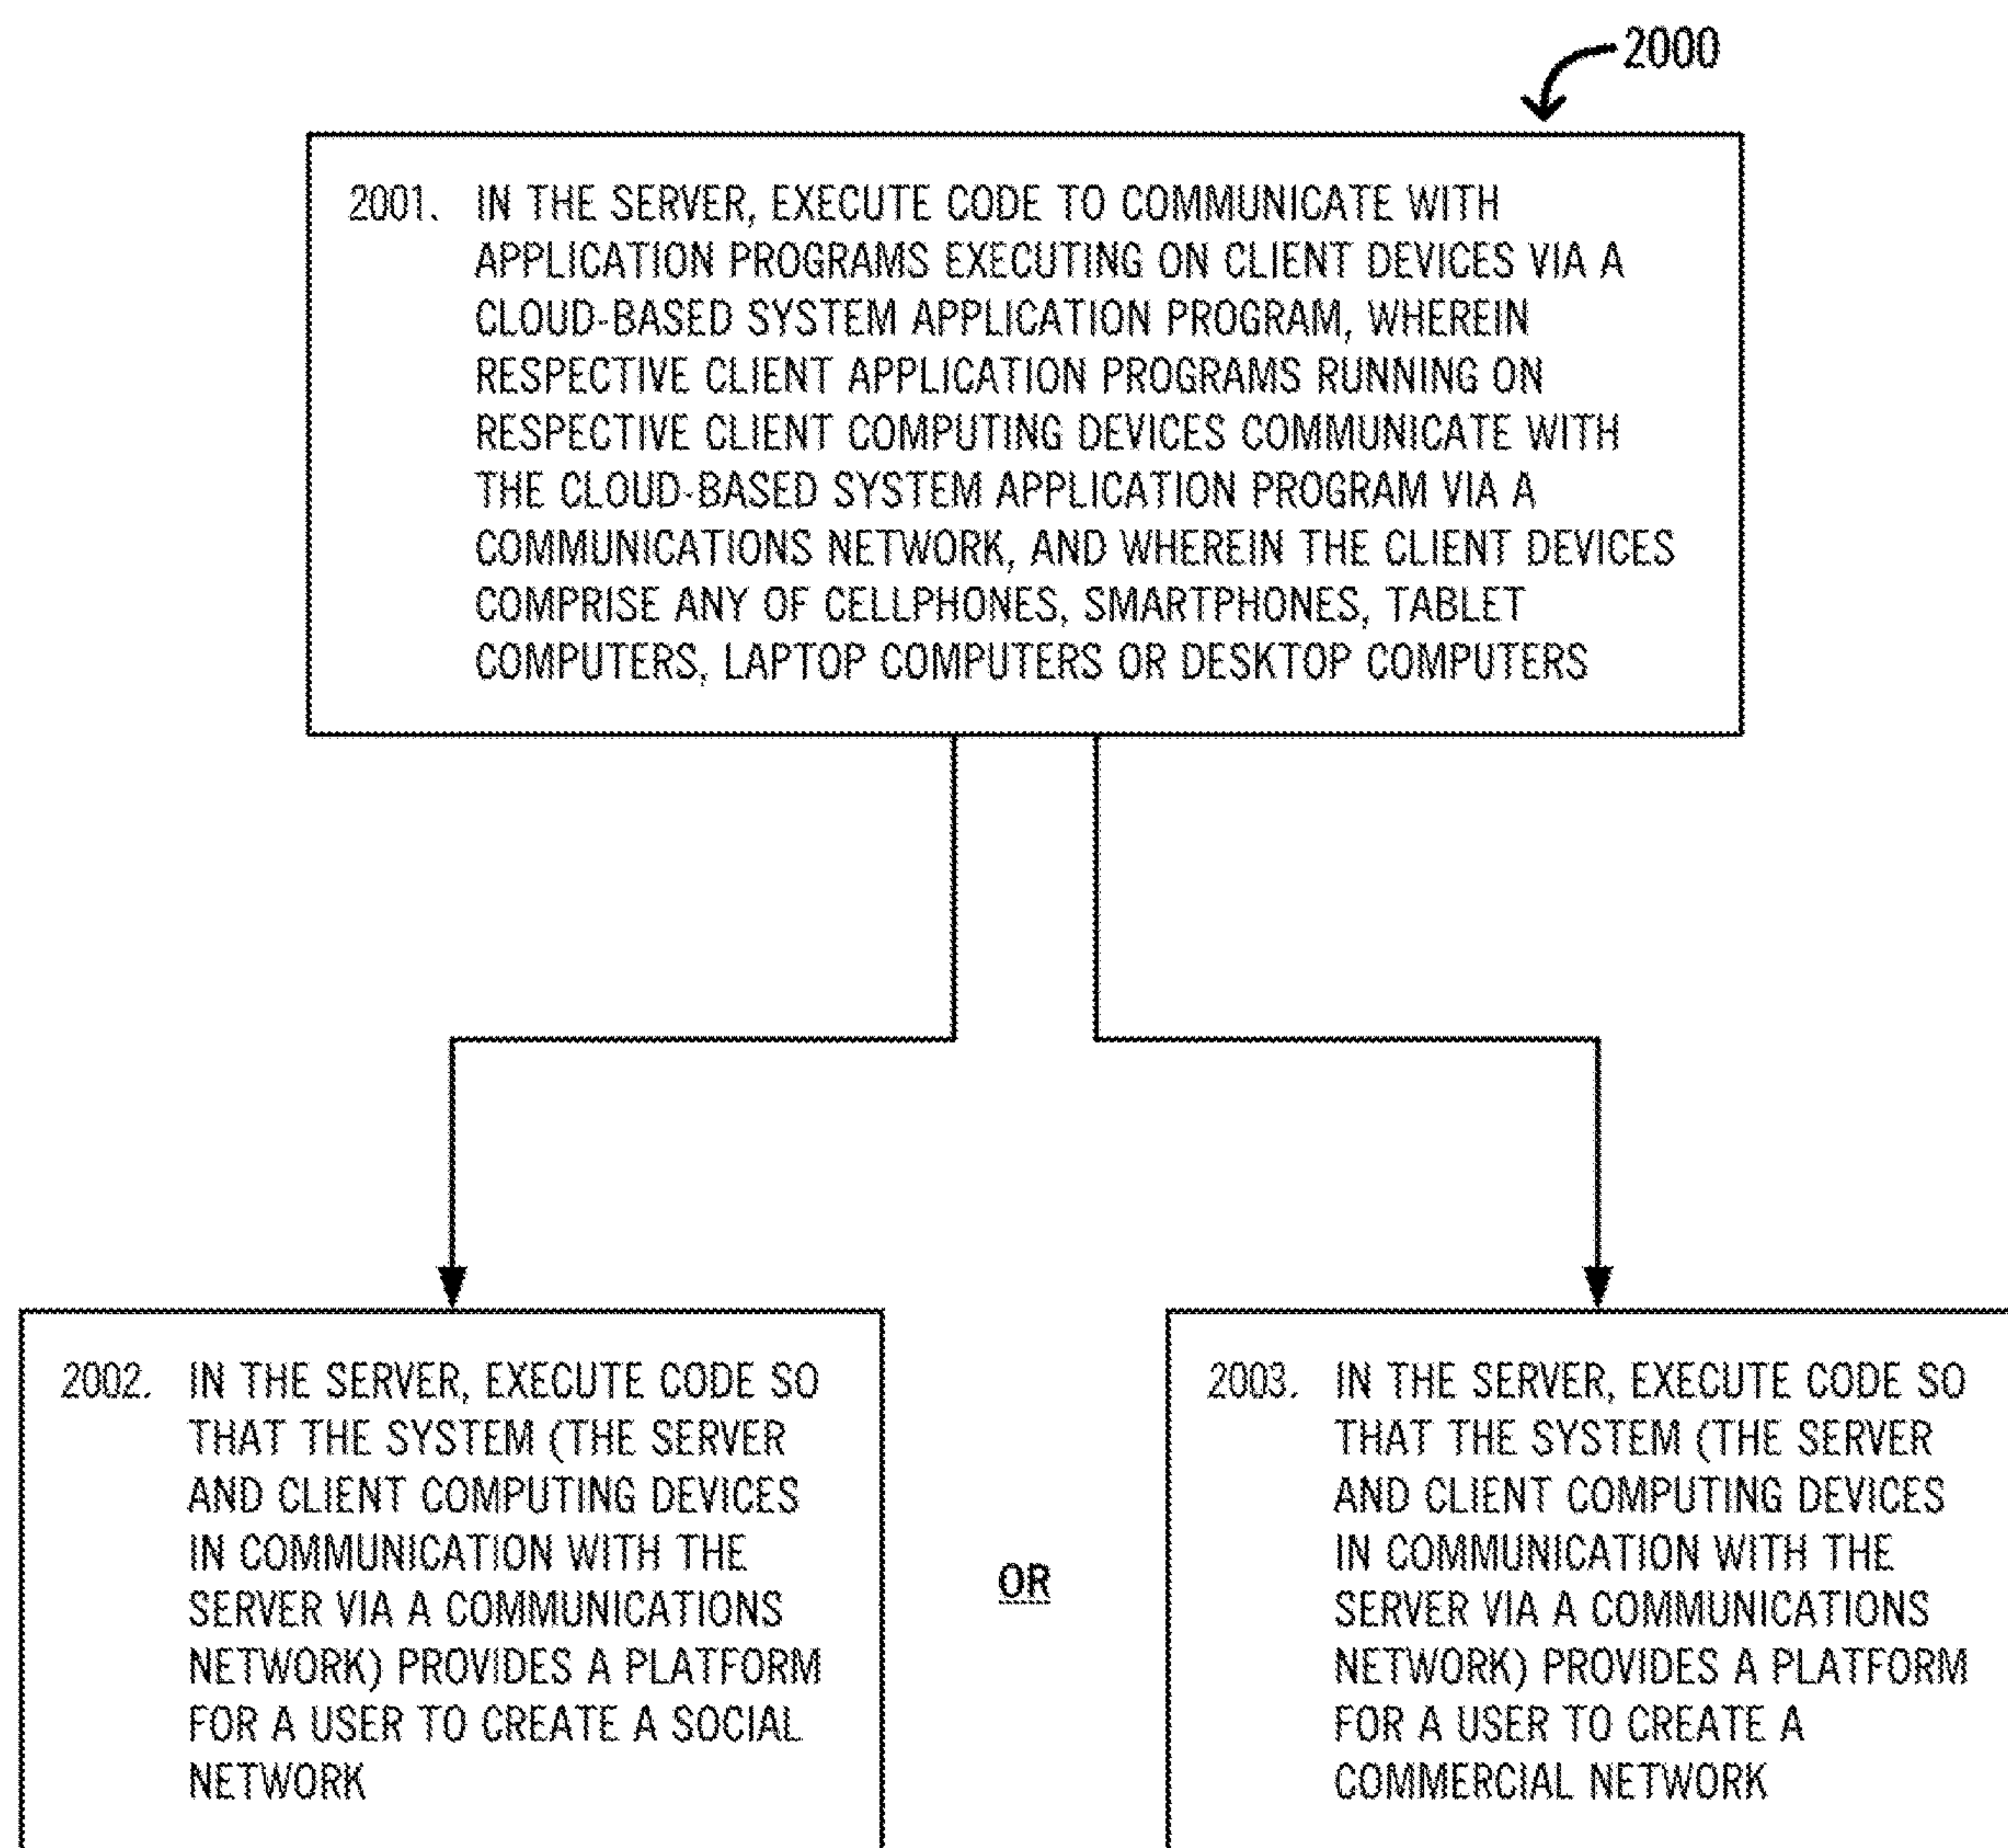 2000
2001. IN THE SERVER, EXECUTE CODE TO COMMUNICATE WITH
APPLICATION PROGRAMS EXECUTING ON CLIENT DEVICES VIA A
CLOUD-BASED SYSTEM APPLICATION PROGRAM, WHEREIN
RESPECTIVE CLIENT APPLICATION PROGRAMS RUNNING ON
RESPECTIVE CLIENT COMPUTING DEVICES COMMUNICATE WITH
THE CLOUD-BASED SYSTEM APPLICATION PROGRAM VIA A
COMMUNICATIONS NETWORK, AND WHEREIN THE CLIENT DEVICES
COMPRISE ANY OF CELLPHONES, SMARTPHONES, TABLET
COMPUTERS, LAPTOP COMPUTERS OR DESKTOP COMPUTERS
2002. IN THE SERVER, EXECUTE CODE SO
THAT THE SYSTEM (THE SERVER
AND CLIENT COMPUTING DEVICES
IN COMMUNICATION WITH THE
SERVER VIA A COMMUNICATIONS
NETWORK) PROVIDES A PLATFORM
FOR A USER TO CREATE A SOCIAL
NETWORK
OR
2003. IN THE SERVER, EXECUTE CODE SO
THAT THE SYSTEM (THE SERVER
AND CLIENT COMPUTING DEVICES
IN COMMUNICATION WITH THE
SERVER VIA A COMMUNICATIONS
NETWORK) PROVIDES A PLATFORM
FOR A USER TO CREATE A
COMMERCIAL NETWORK